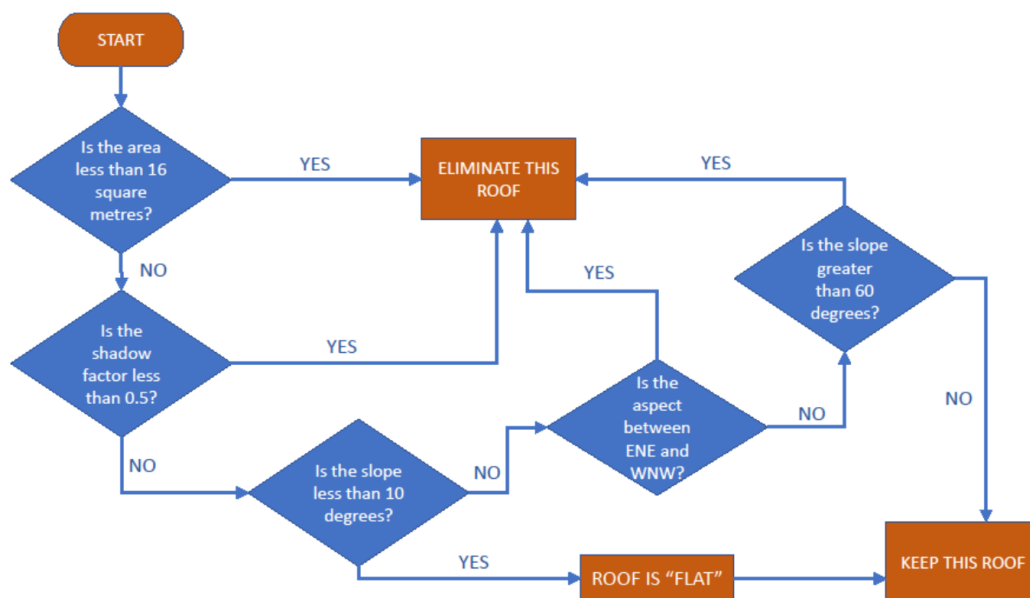 START
Is the area
less than 16
square
metres?
YES
ELIMINATE THIS
ROOF
YES
NO
Is the slope
greater
than 60
degrees?
YES
Is the
shadow
factor less
than 0.5?
YES
Is the
aspect
between
ENE and
WNW?
NO
NO
NO
Is the slope
less than 10
degrees?
NO
YES
ROOF IS “FLAT”
KEEP THIS ROOF